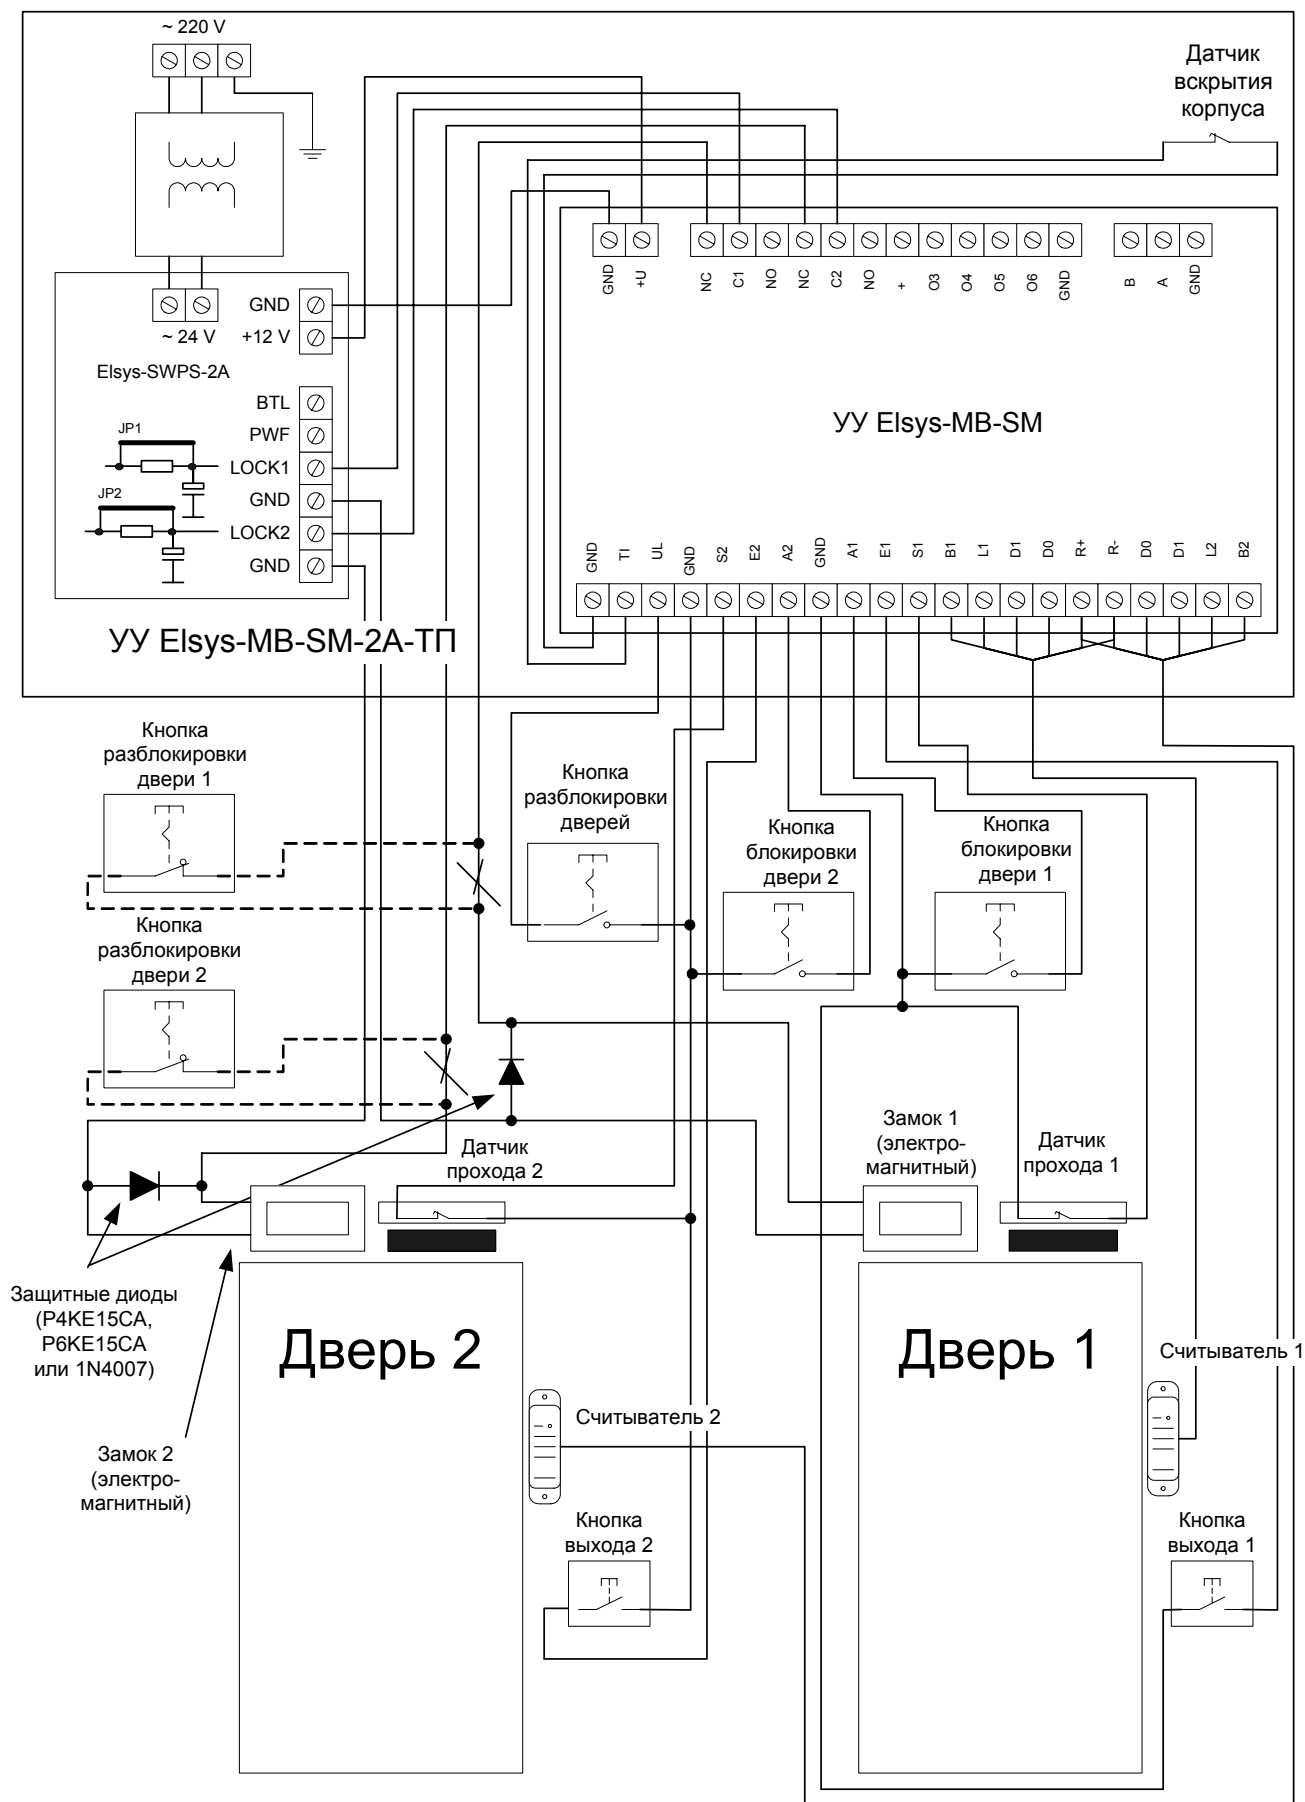 ~ 220 V
Датчик
вскрытия
корпуса
GND
+U
NC
C1
NO
NC
C2
NO
+
O3
O4
O5
O6
GND
B
A
GND
~ 24 V
GND
+12 V
Elsys-SWPS-2A
BTL
PWF
JP1
LOCK1
GND
JP2
LOCK2
GND
УУ Elsys-MB-SM
GND
TI
UL
GND
S2
E2
A2
GND
A1
E1
S1
B1
L1
D1
D0
R+
R-
D0
D1
L2
B2
УУ Elsys-MB-SM-2A-ТП
Кнопка
разблокировки
двери 1
Кнопка
разблокировки
дверей
Кнопка
блокировки
двери 2
Кнопка
блокировки
двери 1
Кнопка
разблокировки
двери 2
Датчик
прохода 2
Замок 1
(электро-
магнитный)
Датчик
прохода 1
Защитные диоды
(P4KE15CA,
P6KE15CA
или 1N4007)
Дверь 2
Дверь 1
Считыватель 1
Считыватель 2
Замок 2
(электро-
магнитный)
Кнопка
выхода 2
Кнопка
выхода 1